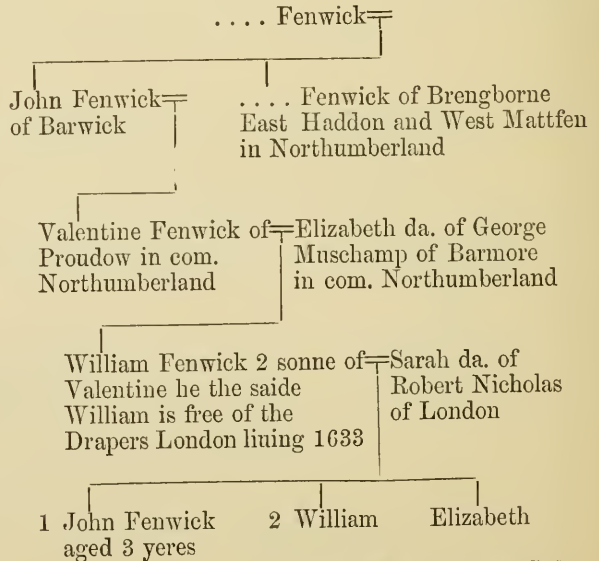 .... Fenwick
John Fenwick
of Barwick
.... Fenwick of Brengborne
East Haddon and West Mattfen
in Northumberland
Valentine Fenwick of
Proudow in com.
Northumberland
Elizabeth da. of George
Muschamp of Barmore
in com. Northumberland
William Fenwick 2 sonne of
Valentine he the saide
William is free of the
Drapers London liuing 1633
Sarah da. of
Robert Nicholas
of London
1 John Fenwick
aged 3 yeres
2 William
Elizabeth